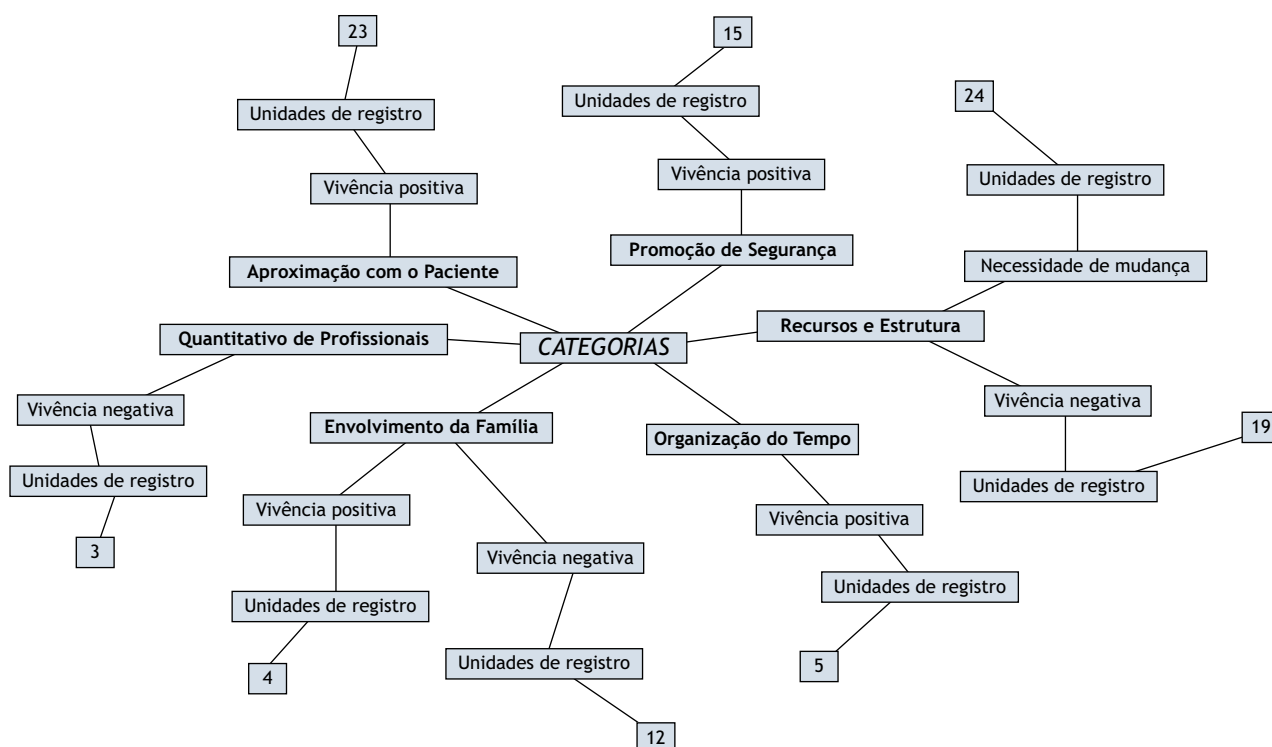 23
15
Unidades de registro
Unidades de registro
24
Vivência positiva
Vivência positiva
Unidades de registro
Promoção de Segurança
Aproximação com o Paciente
Necessidade de mudança
Quantitativo de Profissionais
CATEGORIAS
Recursos e Estrutura
Vivência negativa
Vivência negativa
Envolvimento da Família
Organização do Tempo
19
Unidades de registro
Unidades de registro
Vivência positiva
Vivência positiva
3
Vivência negativa
Unidades de registro
Unidades de registro
4
Unidades de registro
5
12